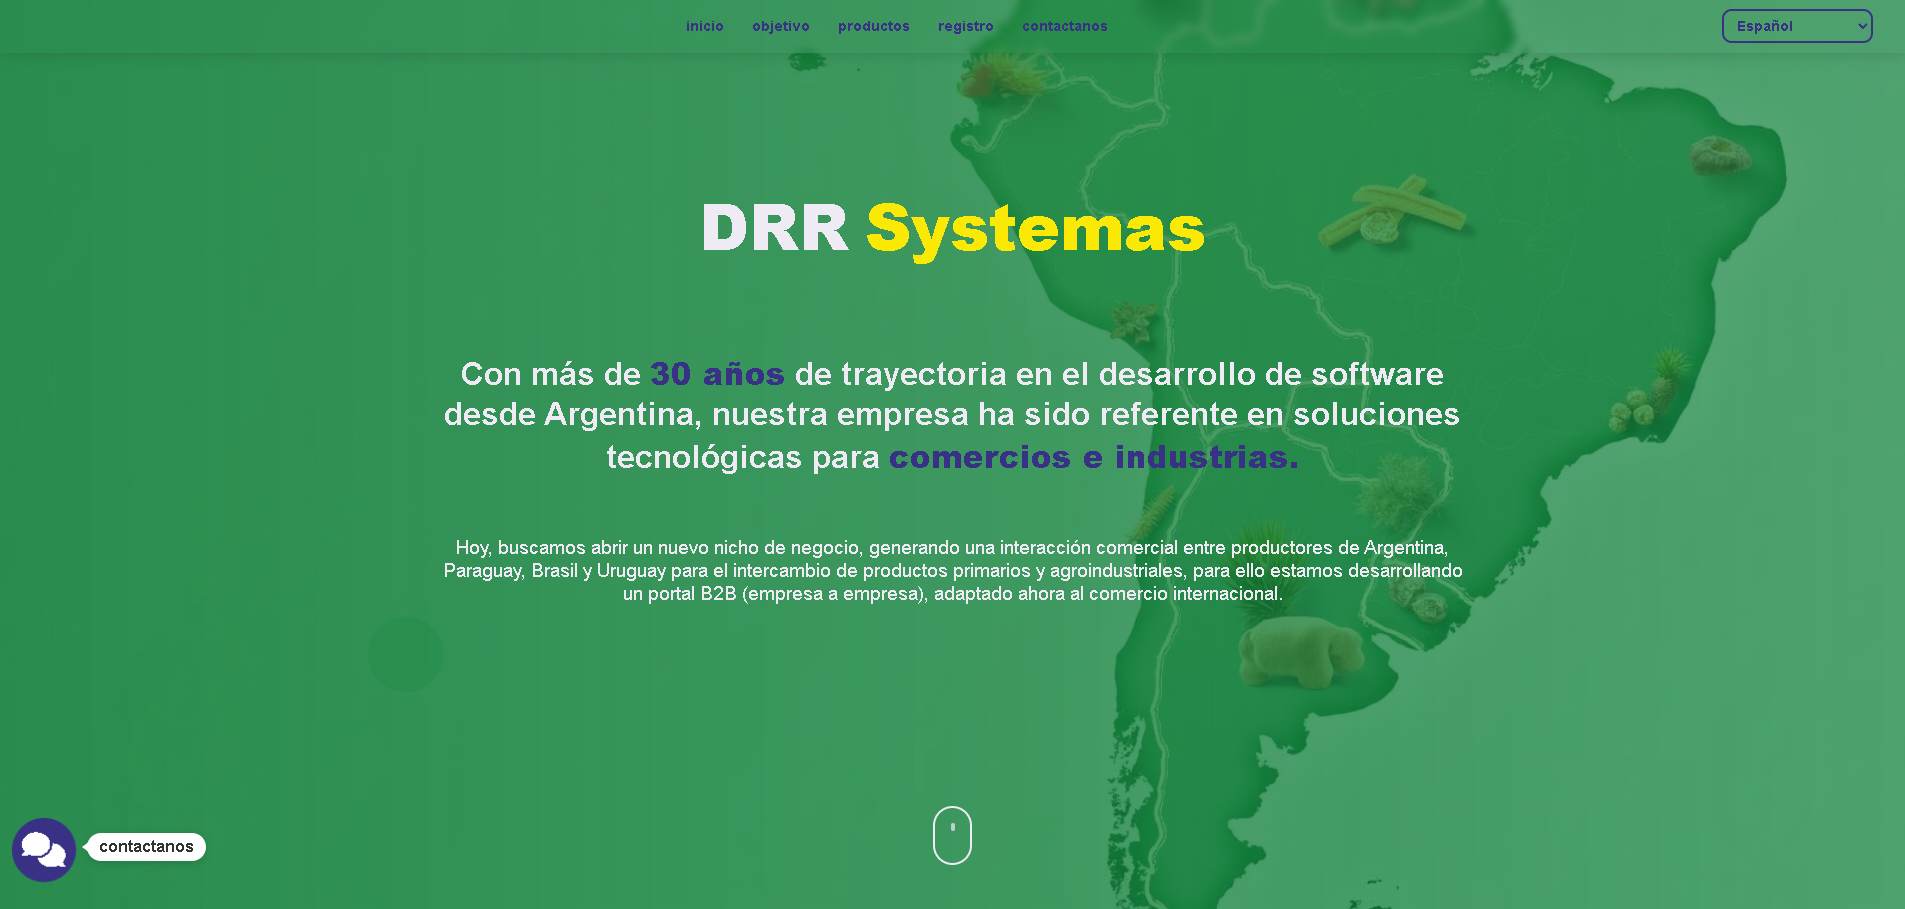 inicio objetivo productos registro contactanos Español
DRR Systemas
Con más de 30 años de trayectoria en el desarrollo de software
desde Argentina, nuestra empresa ha sido referente en soluciones
tecnológicas para comercios e industrias.
Hoy, buscamos abrir un nuevo nicho de negocio, generando una interacción comercial entre productores de Argentina,
Paraguay, Brasil y Uruguay para el intercambio de productos primarios y agroindustriales, para ello estamos desarrollando
un portal B2B (empresa a empresa), adaptado ahora al comercio internacional.
contactanos